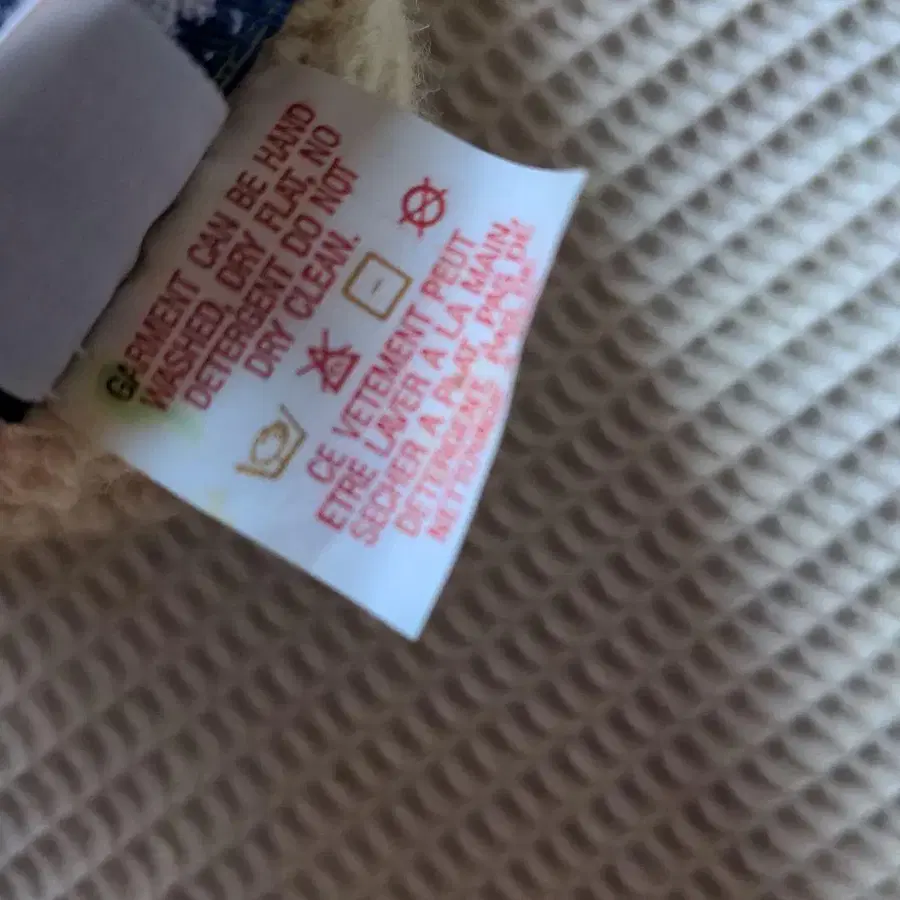 GARMENT CAN BE HAND
WASHED, DRY FLAT, NO
DETERGENT DO NOT
DRY CLEAN.
CE VETEMENT PEUT
ETRE LAVER A LA MAIN,
SECHER A PLAT, PAS DE
DETERGENT,